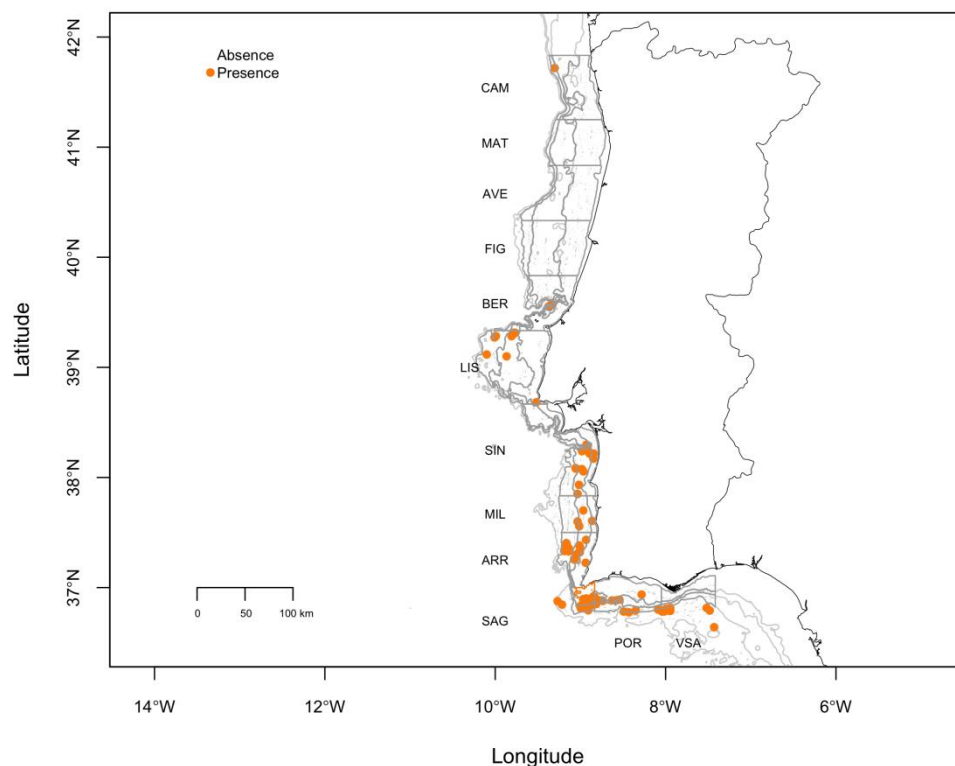 Absence
Presence
42°N
41°N
40°N
39°N
38°N
37°N
Latitude
CAM
MAT
AVE
FIG
BER
LIS
SIN
MIL
ARR
SAG
POR
VSA
0
50
100 km
14°W
12°W
10°W
8°W
6°W
Longitude